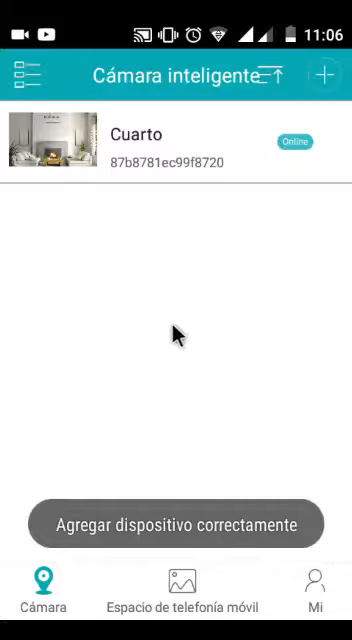 11:06
Cámara inteligente
Cuarto
Online
87b8781ec99f8720
Agregar dispositivo correctamente
Cámara
Espacio de telefonía móvil
Mi